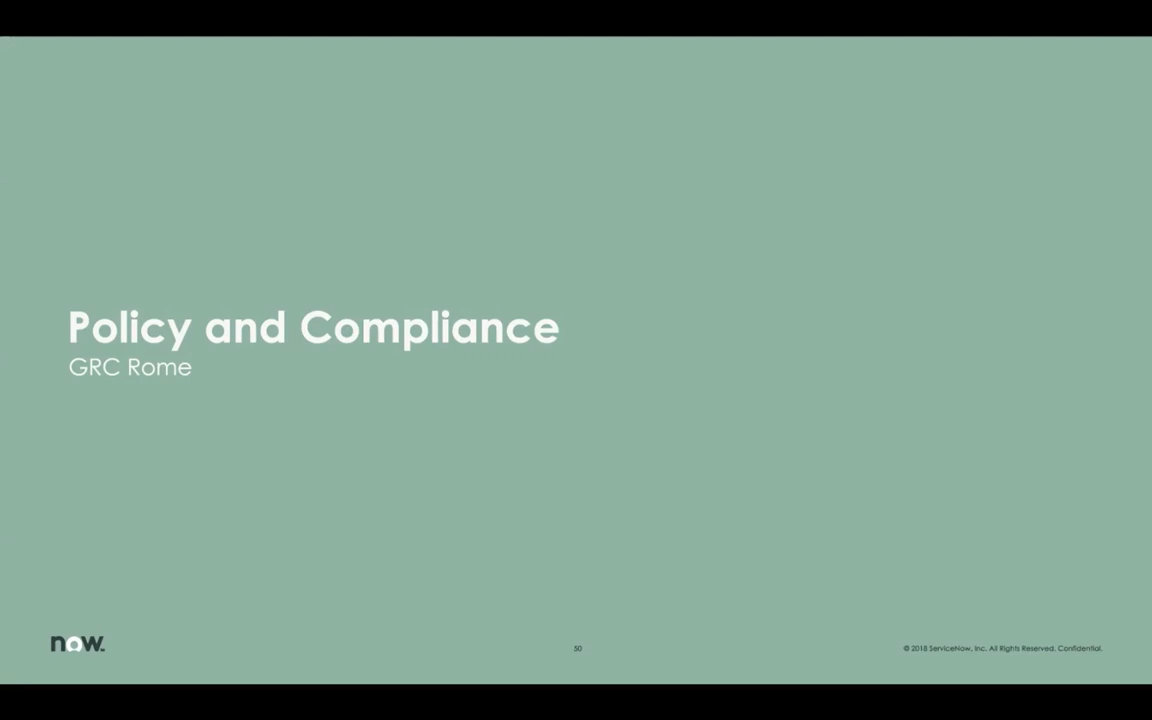 Policy and Compliance
GRC Rome
now.
50
© 2018 ServiceNow, Inc. All Rights Reserved. Confidential.